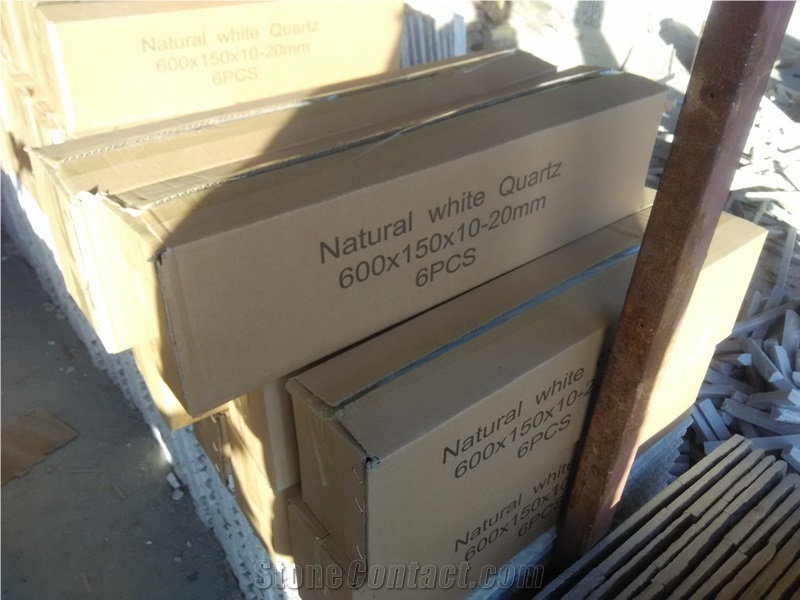 Natural white Quartz
600x150x10-20mm
6PCS
Natural white Quartz
600x150x10-20mm
6PCS
Natural white
600x150x10-2
6PCS
Natural white
600x150x10
6PCS
StoneContact.com